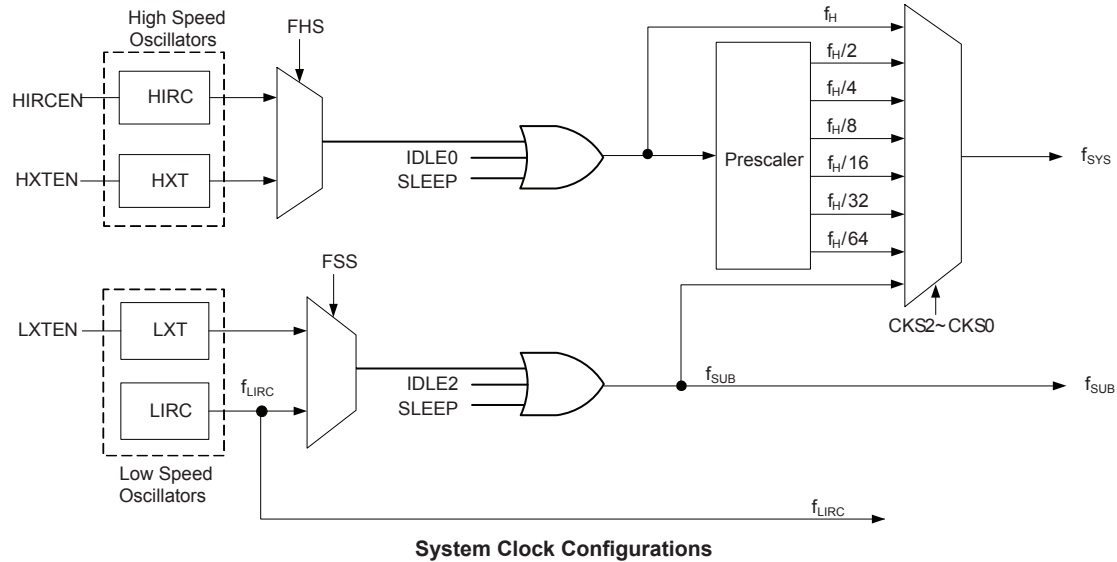 High Speed
Oscillators
FHS
HIRCEN
HIRC
HXTEN
HXT
IDLE0
SLEEP
Prescaler
fH
fH/2
fH/4
fH/8
fH/16
fH/32
fH/64
fSYS
CKS2~CKS0
FSS
LXTEN
LXT
LIRC
fLIRC
IDLE2
SLEEP
fSUB
fSUB
Low Speed
Oscillators
fLIRC
System Clock Configurations